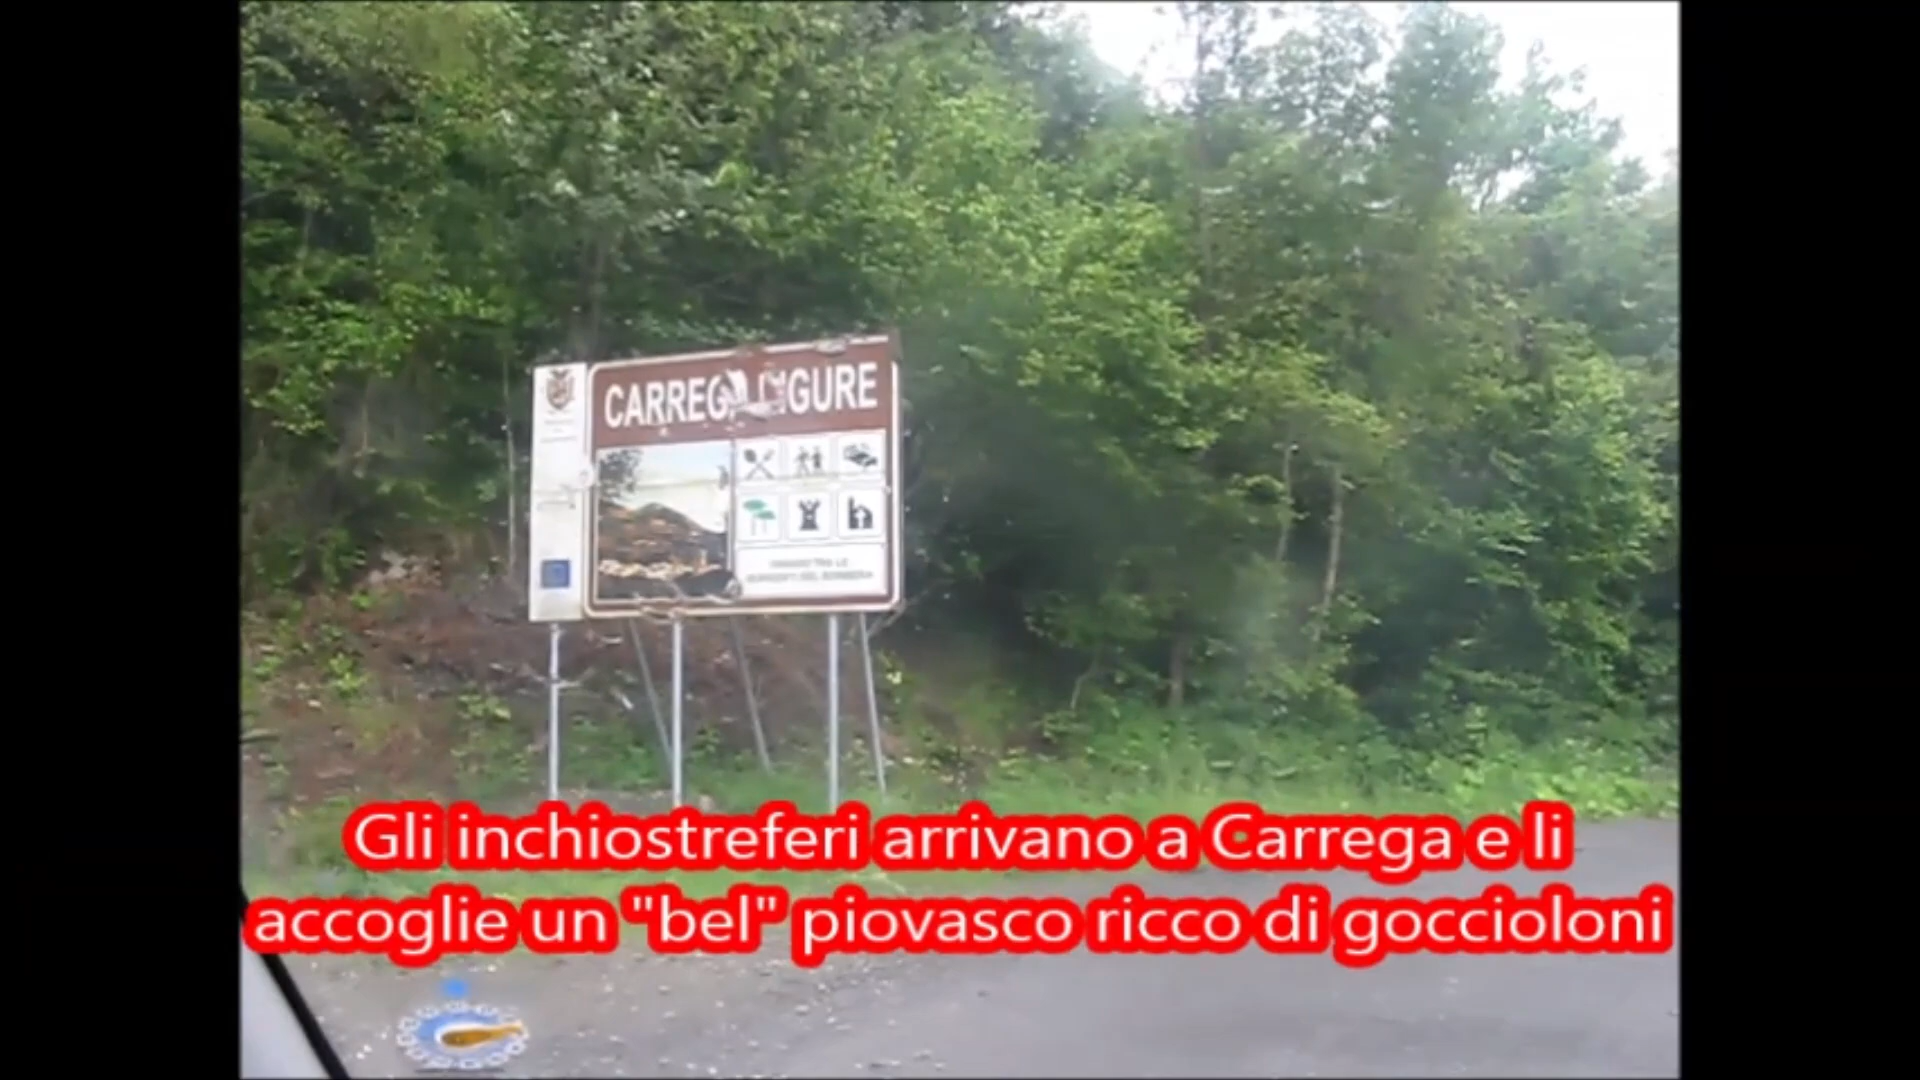 CARREGA LIGURE
Gli inchiostreferi arrivano a Carrega e li
accoglie un "bel" piovasco ricco di goccioloni